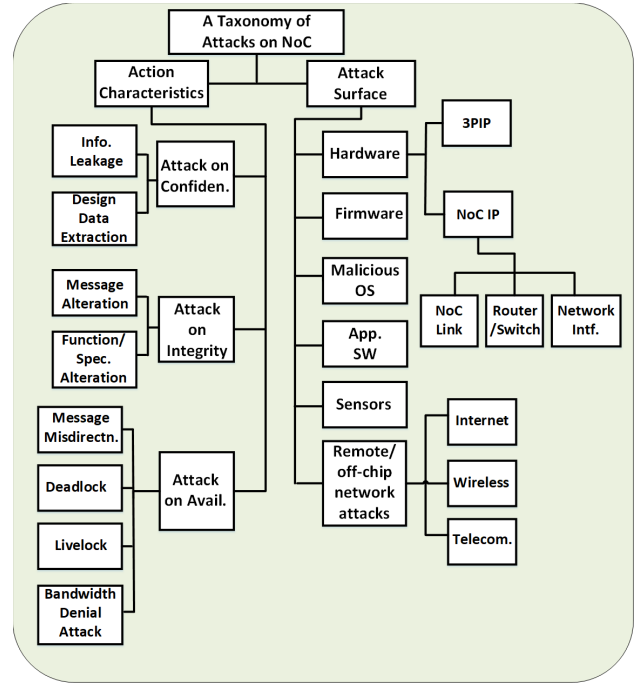 A Taxonomy of
Attacks on NoC
Action
Characteristics
Attack
Surface
Info.
Leakage
Design
Data
Extraction
Attack on
Confiden.
Message
Alteration
Function/
Spec.
Alteration
Attack
on
Integrity
Message
Misdirectn.
Deadlock
Livelock
Bandwidth
Denial
Attack
Attack
on Avail.
Hardware
Firmware
Malicious
OS
App.
SW
Sensors
Remote/
off-chip
network
attacks
3PIP
NoC IP
NoC
Link
Router
/Switch
Network
Intf.
Internet
Wireless
Telecom.